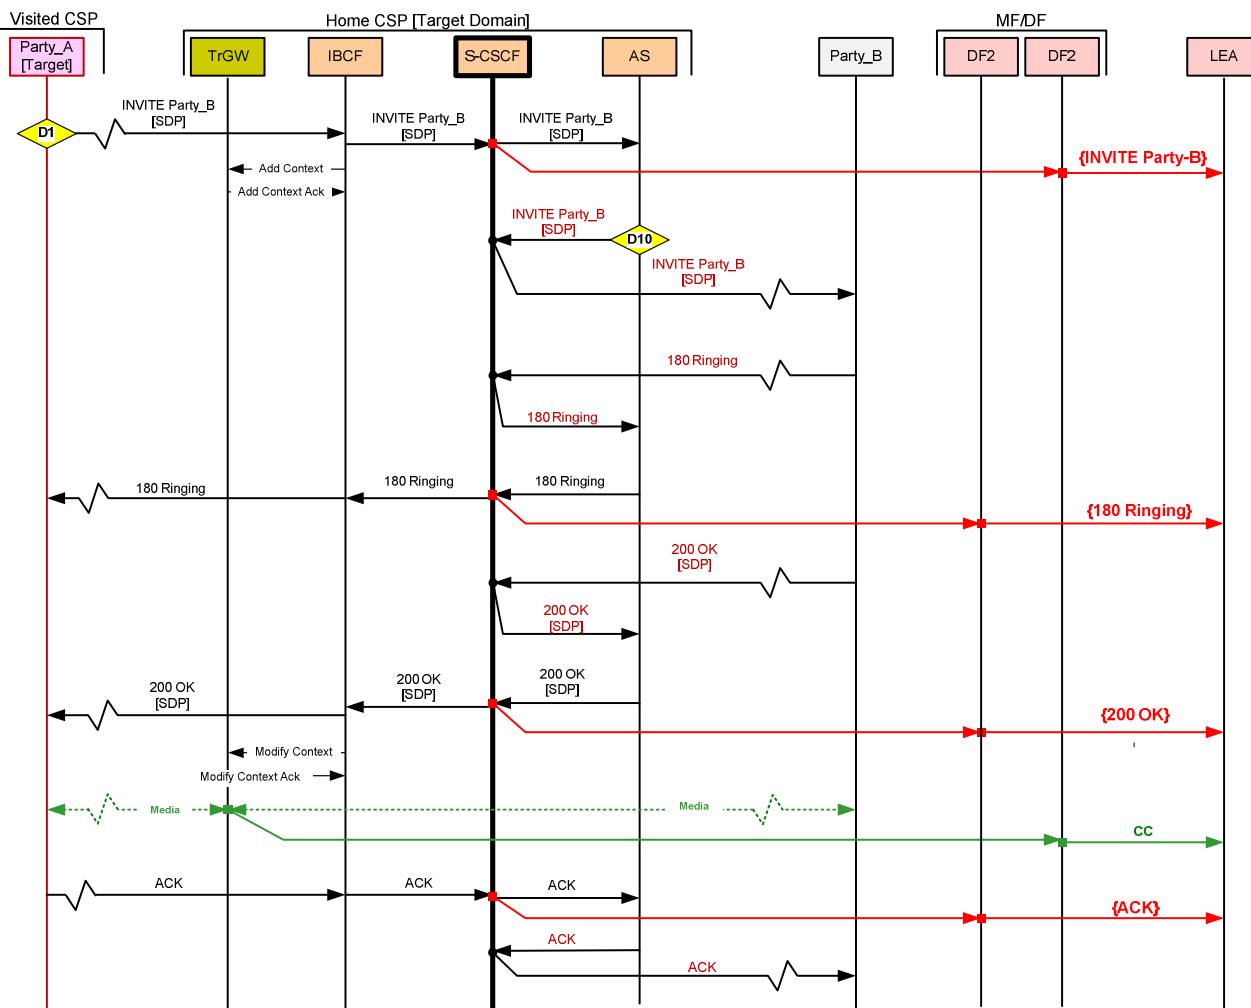 Visited CSP
Home CSP [Target Domain]
MF/DF
Party_A
[Target]
TrGW
IBCF
S-CSCF
AS
Party_B
DF2
DF2
LEA
D1
INVITE Party_B
[SDP]
INVITE Party_B
[SDP]
INVITE Party_B
[SDP]
{INVITE Party-B}
Add Context
Add Context Ack
INVITE Party_B
[SDP]
D10
INVITE Party_B
[SDP]
180 Ringing
180 Ringing
180 Ringing
180 Ringing
180 Ringing
{180 Ringing}
200 OK
[SDP]
200 OK
[SDP]
200 OK
[SDP]
200 OK
[SDP]
200 OK
[SDP]
{200 OK}
Modify Context
Modify Context Ack
Media
Media
CC
ACK
ACK
ACK
{ACK}
ACK
ACK